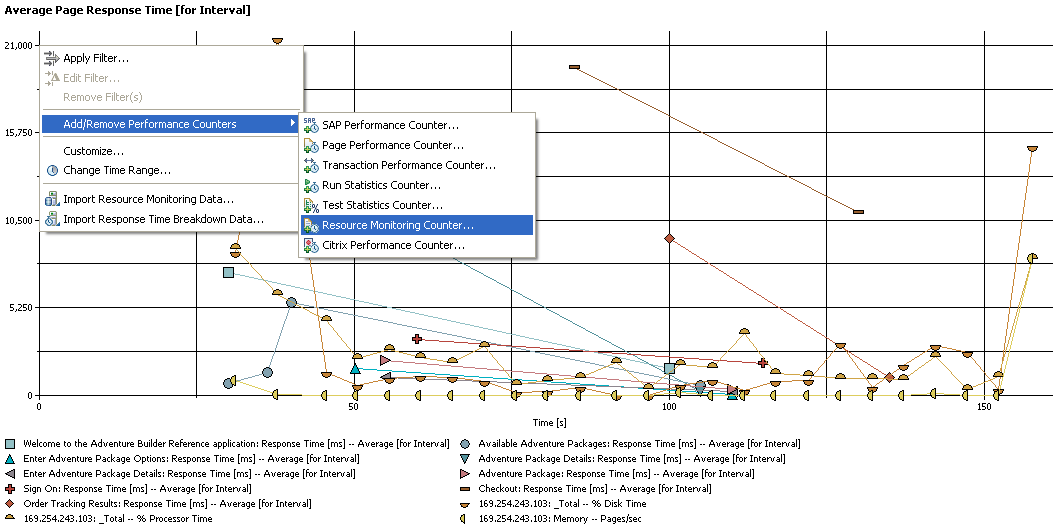 Average Page Response Time [for Interval]
21,000
15,750
10,500
5,250
0
Apply Filter...
Edit Filter...
Remove Filter(s)
Add/Remove Performance Counters
Customize...
Change Time Range...
Import Resource Monitoring Data...
Import Response Time Breakdown Data...
SAP
SAP Performance Counter...
Page Performance Counter...
Transaction Performance Counter...
Run Statistics Counter...
Test Statistics Counter...
Resource Monitoring Counter...
Citrix Performance Counter...
0 50 100 150
Time [s]
Welcome to the Adventure Builder Reference application: Response Time [ms] -- Average [for Interval]
Available Adventure Packages: Response Time [ms] -- Average [for Interval]
Enter Adventure Package Options: Response Time [ms] -- Average [for Interval]
Adventure Package Details: Response Time [ms] -- Average [for Interval]
Enter Adventure Package Details: Response Time [ms] -- Average [for Interval]
Adventure Package: Response Time [ms] -- Average [for Interval]
Sign On: Response Time [ms] -- Average [for Interval]
Checkout: Response Time [ms] -- Average [for Interval]
Order Tracking Results: Response Time [ms] -- Average [for Interval]
169.254.243.103: _Total -- % Disk Time
169.254.243.103: _Total -- % Processor Time
169.254.243.103: Memory -- Pages/sec